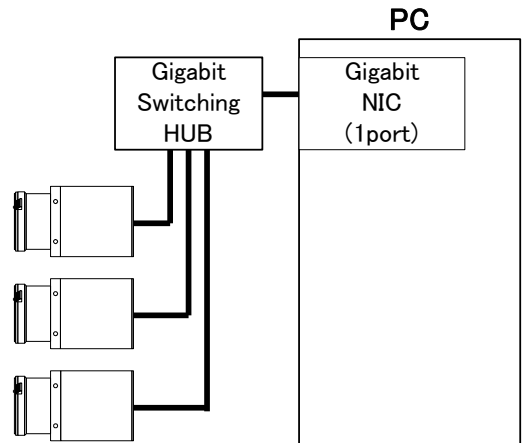 PC
Gigabit
Switching
HUB
Gigabit
NIC
(1port)